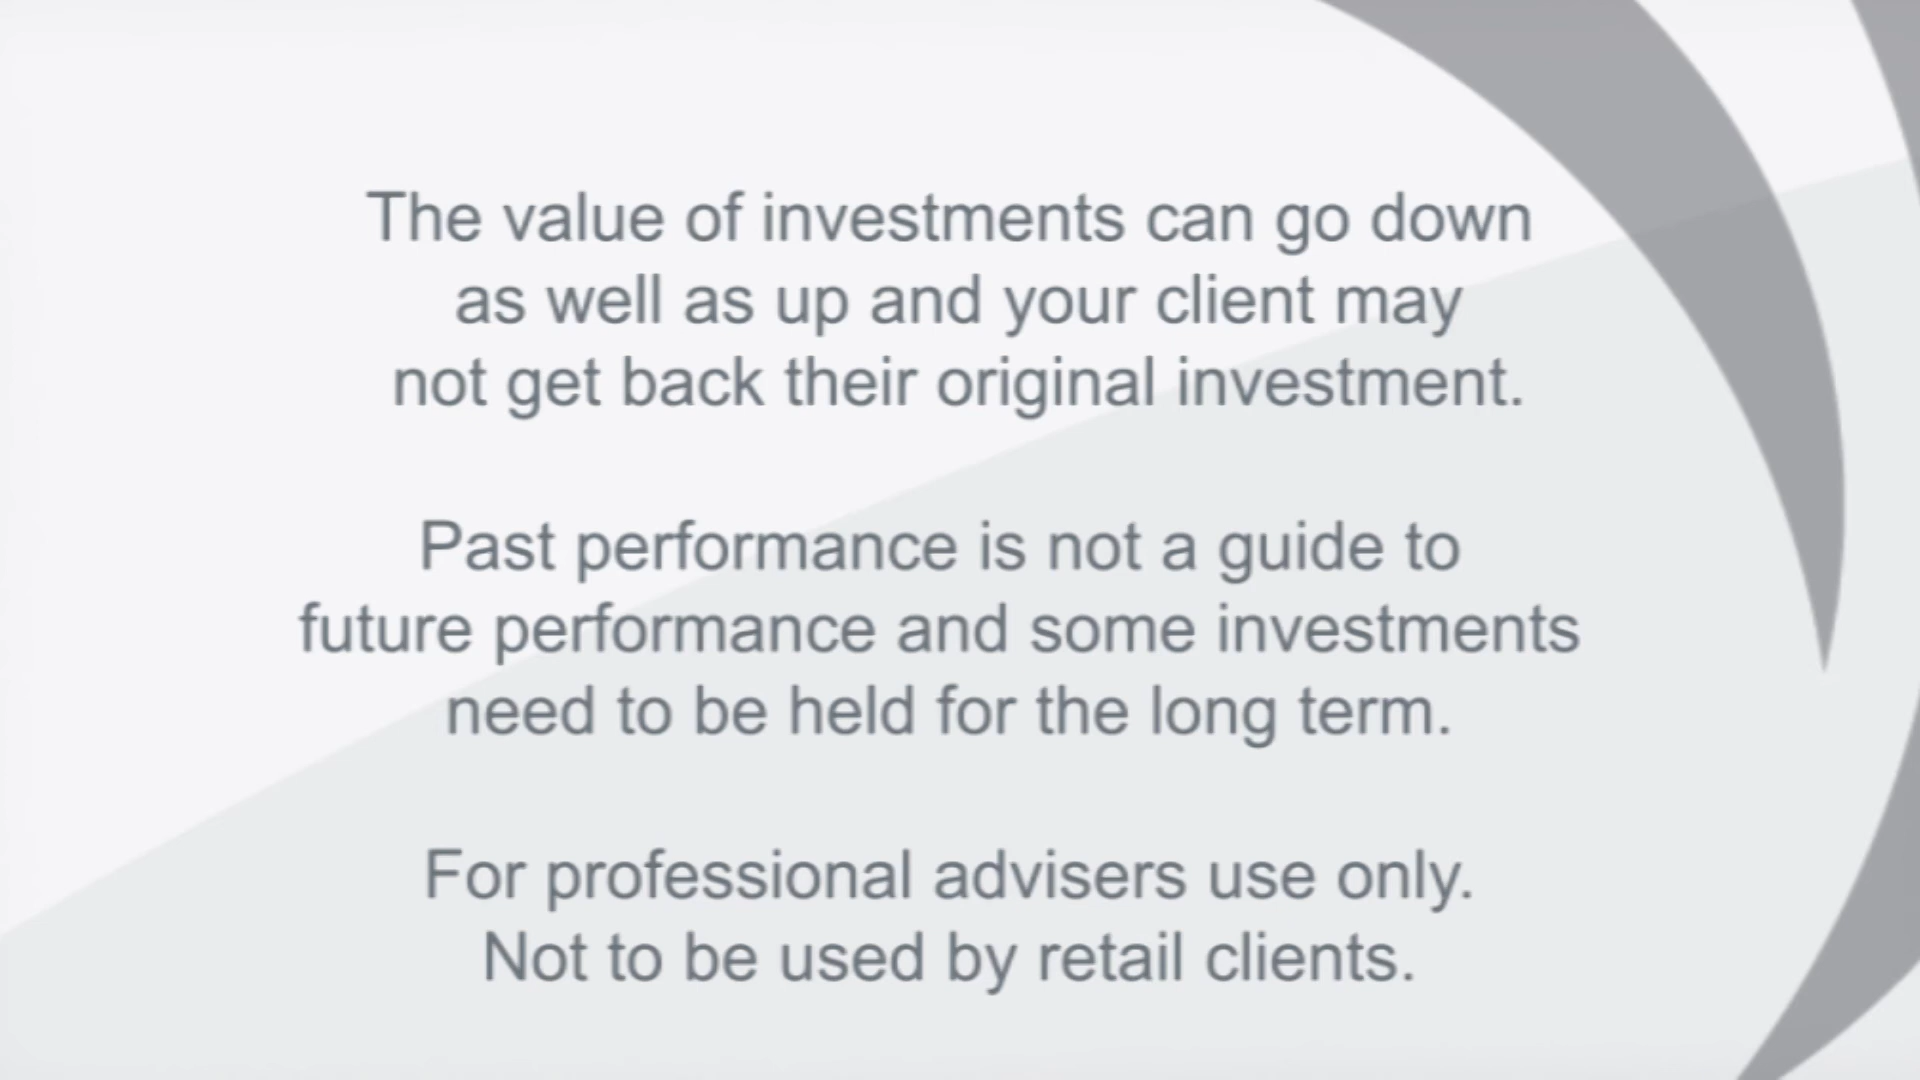 The value of investments can go down
as well as up and your client may
not get back their original investment.
Past performance is not a guide to
future performance and some investments
need to be held for the long term.
For professional advisers use only.
Not to be used by retail clients.